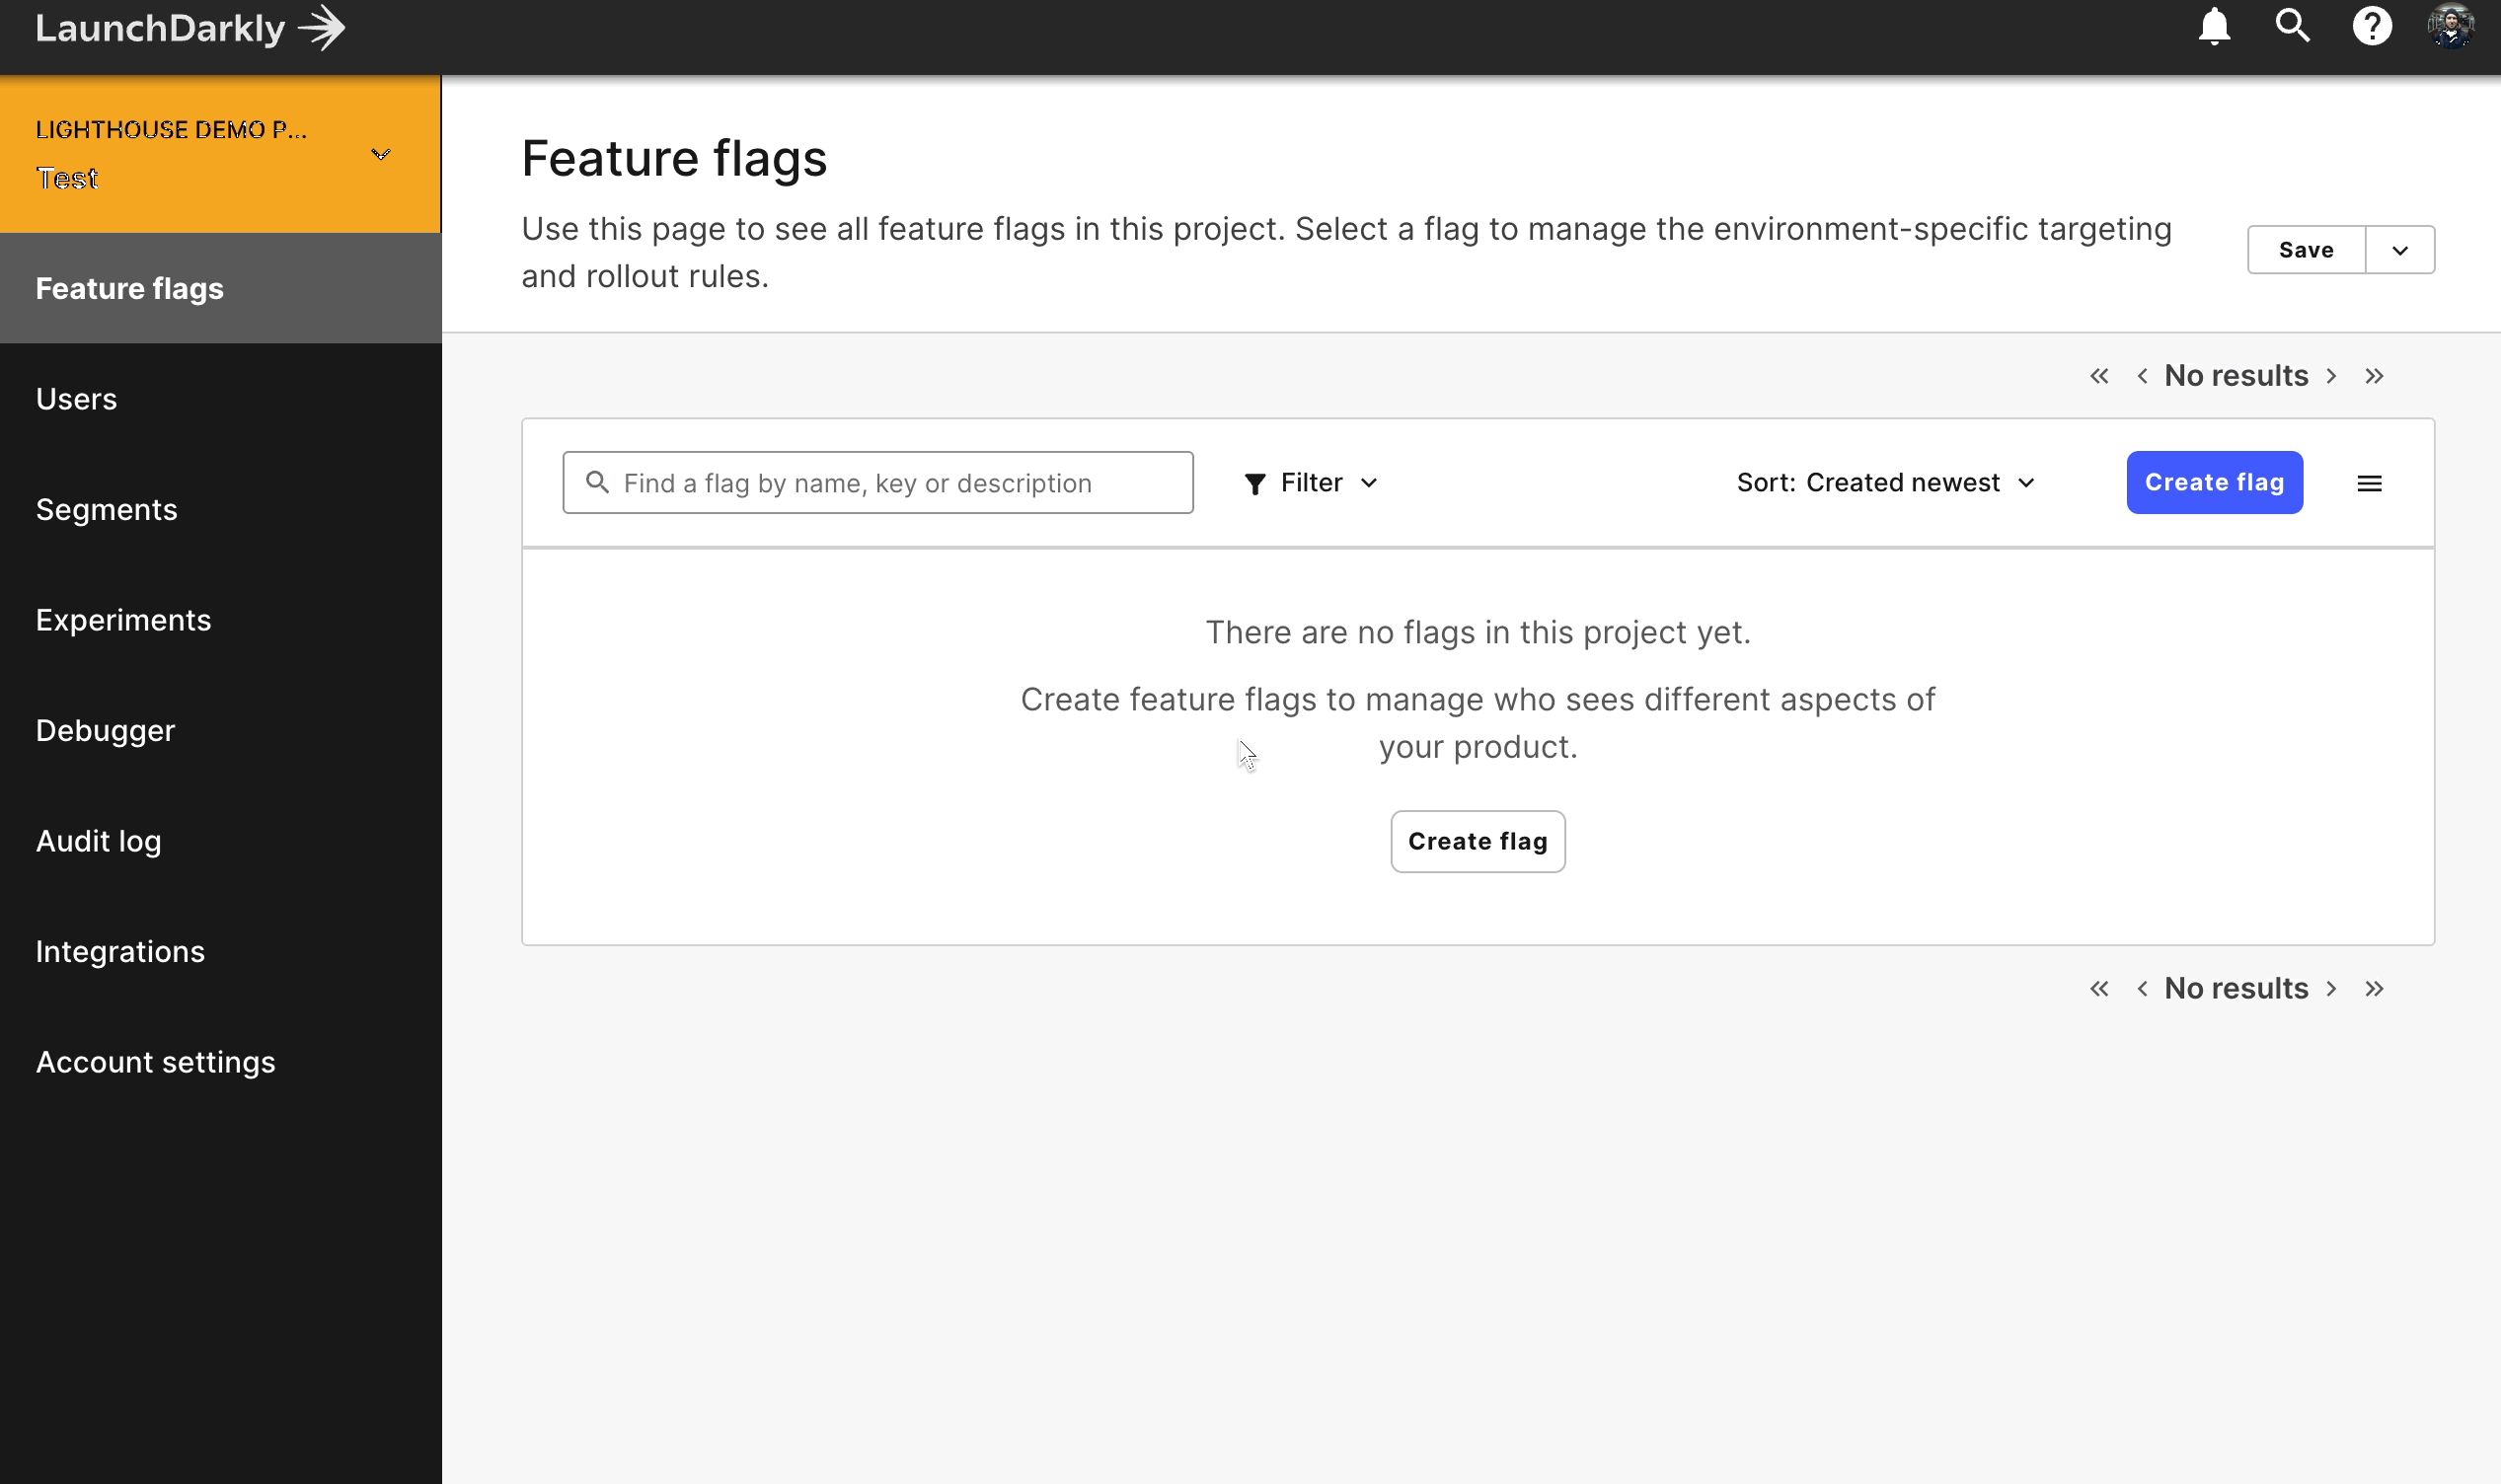 LaunchDarkly
LIGHTHOUSE DEMO P...
Test
Feature flags
Users
Segments
Experiments
Debugger
Audit log
Integrations
Account settings
Feature flags
Use this page to see all feature flags in this project. Select a flag to manage the environment-specific targeting
and rollout rules.
Save
No results
Find a flag by name, key or description
Filter
Sort: Created newest
Create flag
There are no flags in this project yet.
Create feature flags to manage who sees different aspects of
your product.
Create flag
No results